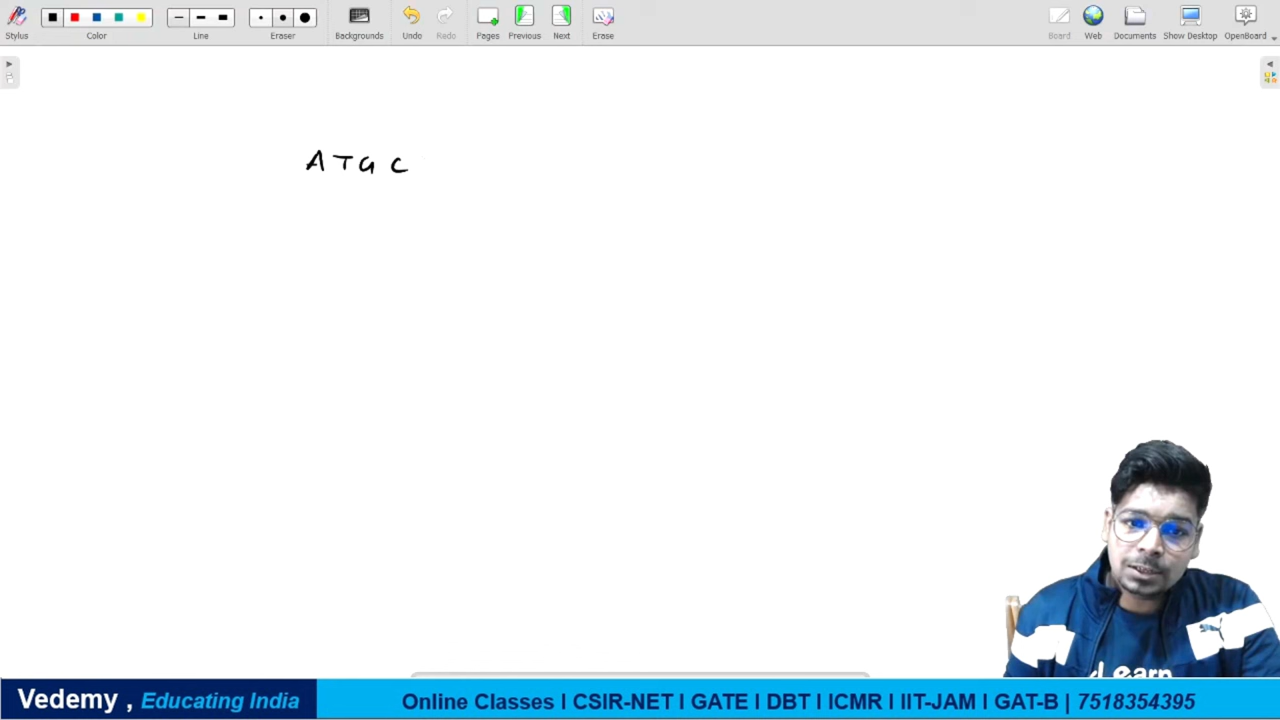 Stylus
Color
Line
Eraser
Backgrounds
Undo
Redo
Pages
Previous
Next
Erase
Board
Web
Documents
Show Desktop
OpenBoard
A T G C
Learn
Vedemy , Educating India
Online Classes I CSIR-NET I GATE I DBT I ICMR I IIT-JAM I GAT-B | 7518354395